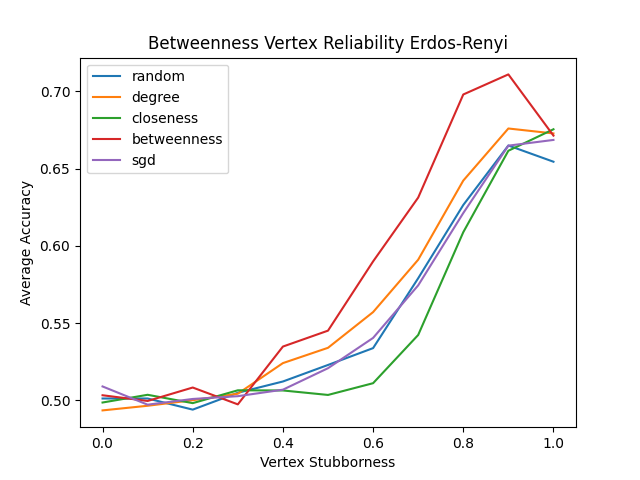 Betweenness Vertex Reliability Erdos-Renyi
random
degree
closeness
betweenness
sgd
Average Accuracy
0.70
0.65
0.60
0.55
0.50
0.0 0.2 0.4 0.6 0.8 1.0
Vertex Stubborness